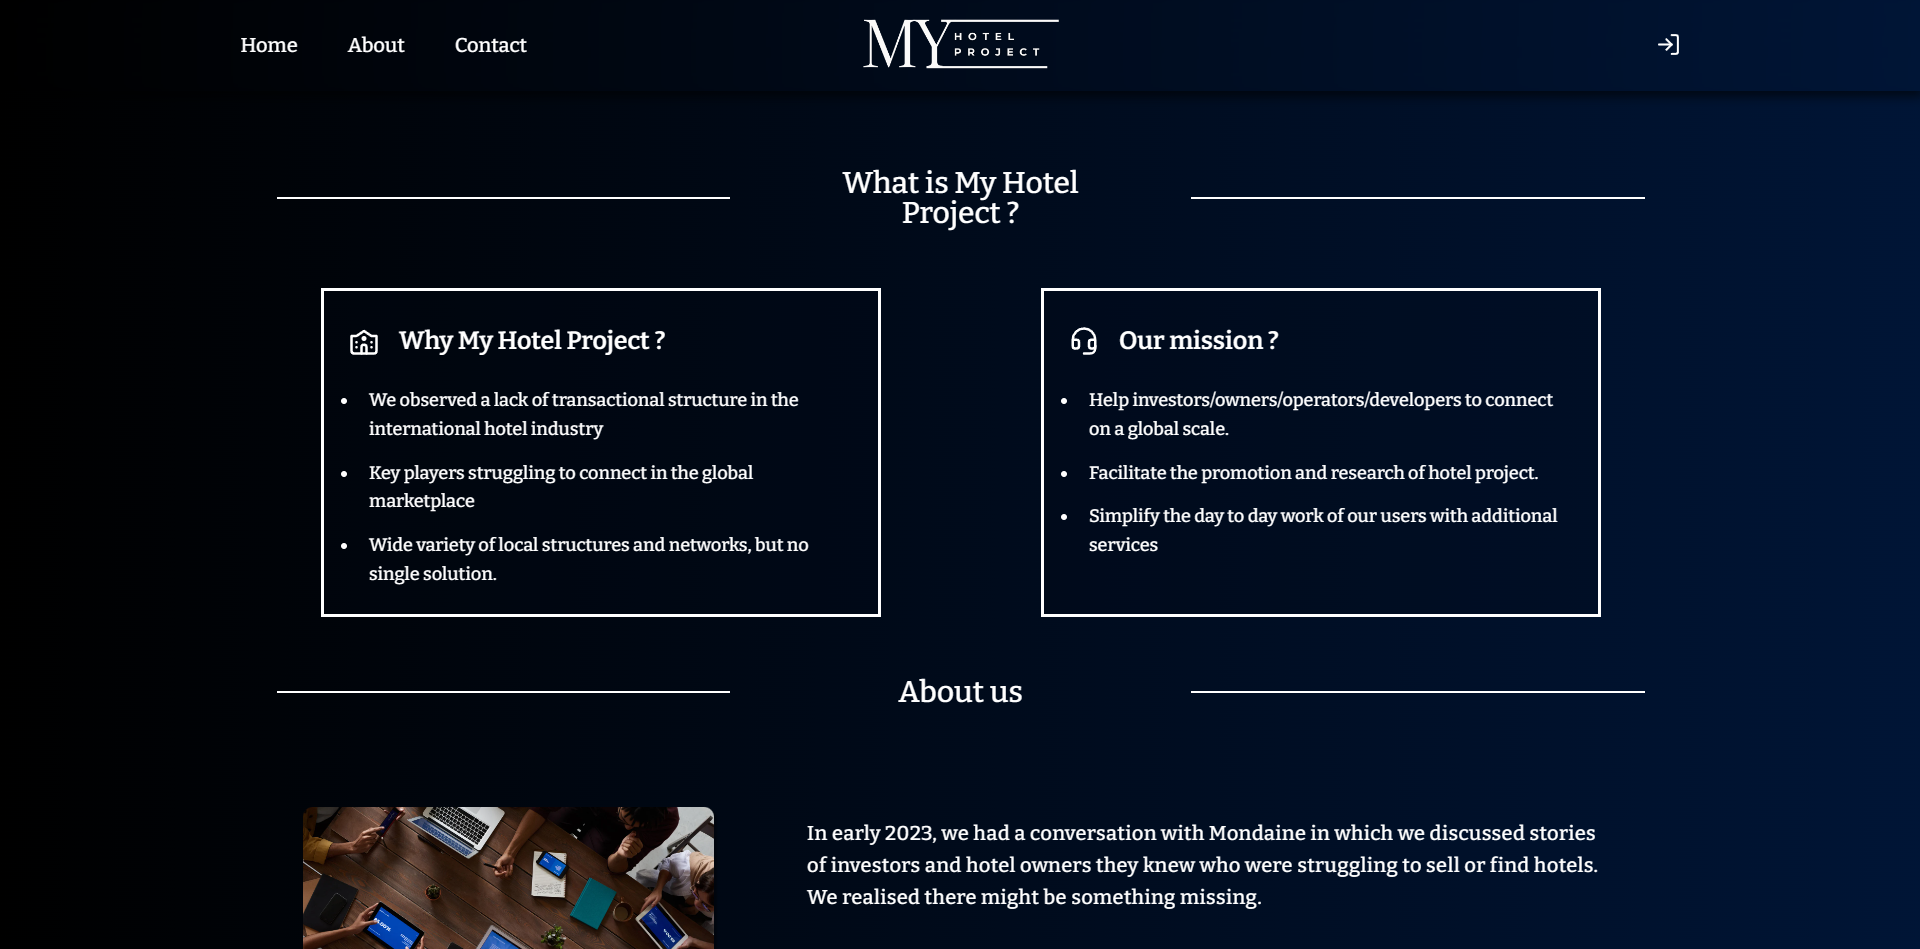 Home About Contact
MY HOTEL
PROJECT
What is My Hotel
Project ?
Why My Hotel Project ?
We observed a lack of transactional structure in the
international hotel industry
Key players struggling to connect in the global
marketplace
Wide variety of local structures and networks, but no
single solution.
Our mission ?
Help investors/owners/operators/developers to connect
on a global scale.
Facilitate the promotion and research of hotel project.
Simplify the day to day work of our users with additional
services
About us
In early 2023, we had a conversation with Mondaine in which we discussed stories
of investors and hotel owners they knew who were struggling to sell or find hotels.
We realised there might be something missing.